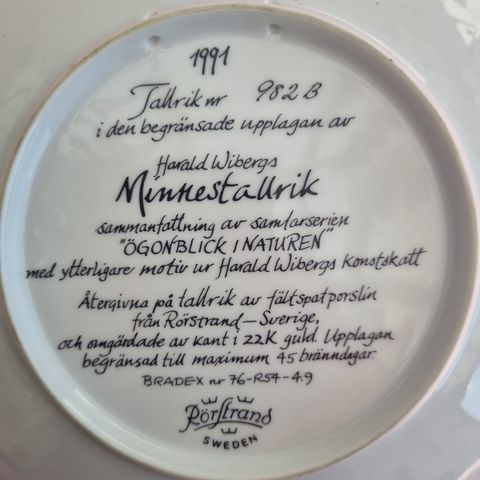 1991
Tallrik nr 982 B
i den begränsade upplagan av
Harald Wibergs
Minnestallrik
sammanfattning av samlarserien
"ÖGONBLICK I NATUREN"
med ytterligare motiv ur Harald Wibergs Konstskatt
Återgivna på tallrik av fältspatporslin
från Rörstrand – Sverige,
och omgärdade av kant i 22K guld. Upplagan
begränsad till maximum 45 bränndagar.
BRADEX nr 76-R54-4.9
Rörstrand
SWEDEN